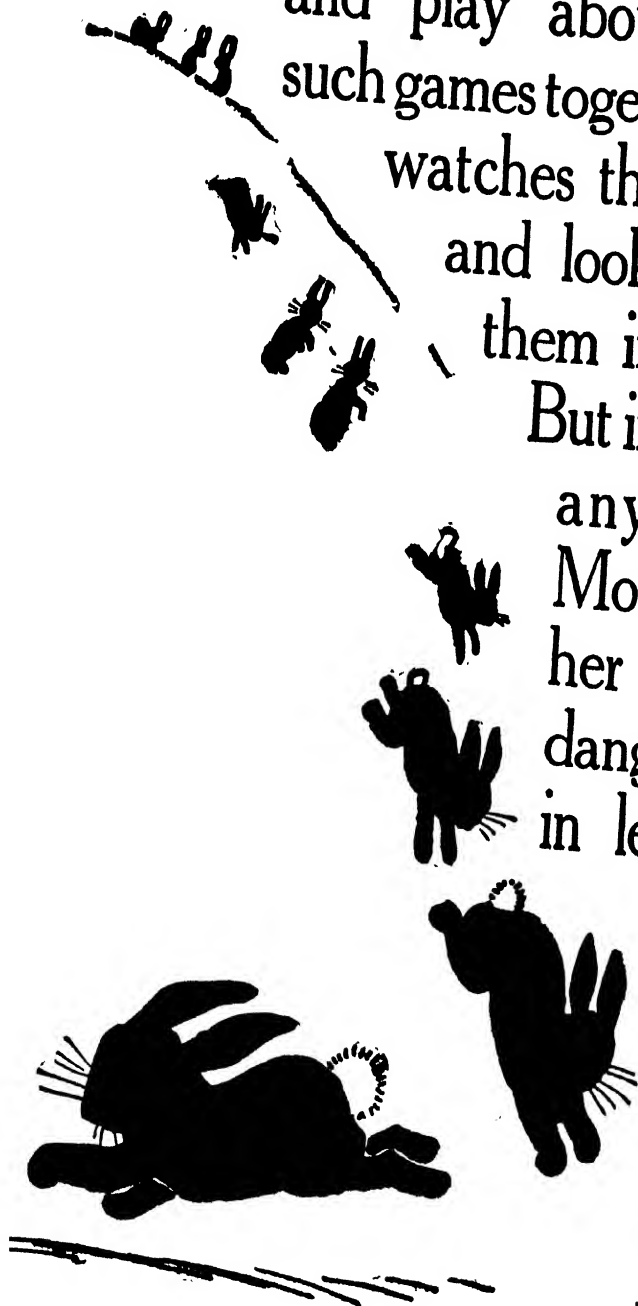 and play abo
such games toge
watches th
and loo
them i
But i
any
Mo
her
dang
in le